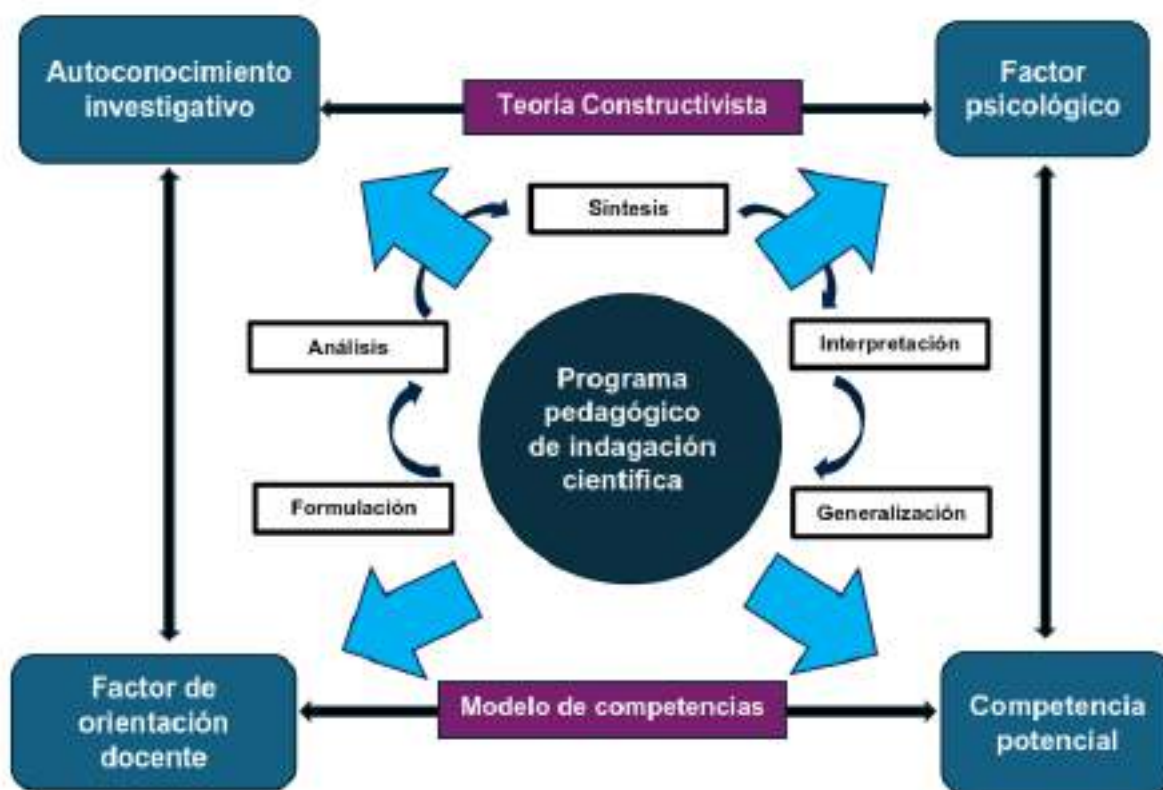 Autoconocimiento
investigativo
Teoría Constructivista
Factor
psicológico
Síntesis
Análisis
Interpretación
Programa
pedagógico
de indagación
científica
Formulación
Generalización
Factor de
orientación
docente
Modelo de competencias
Competencia
potencial